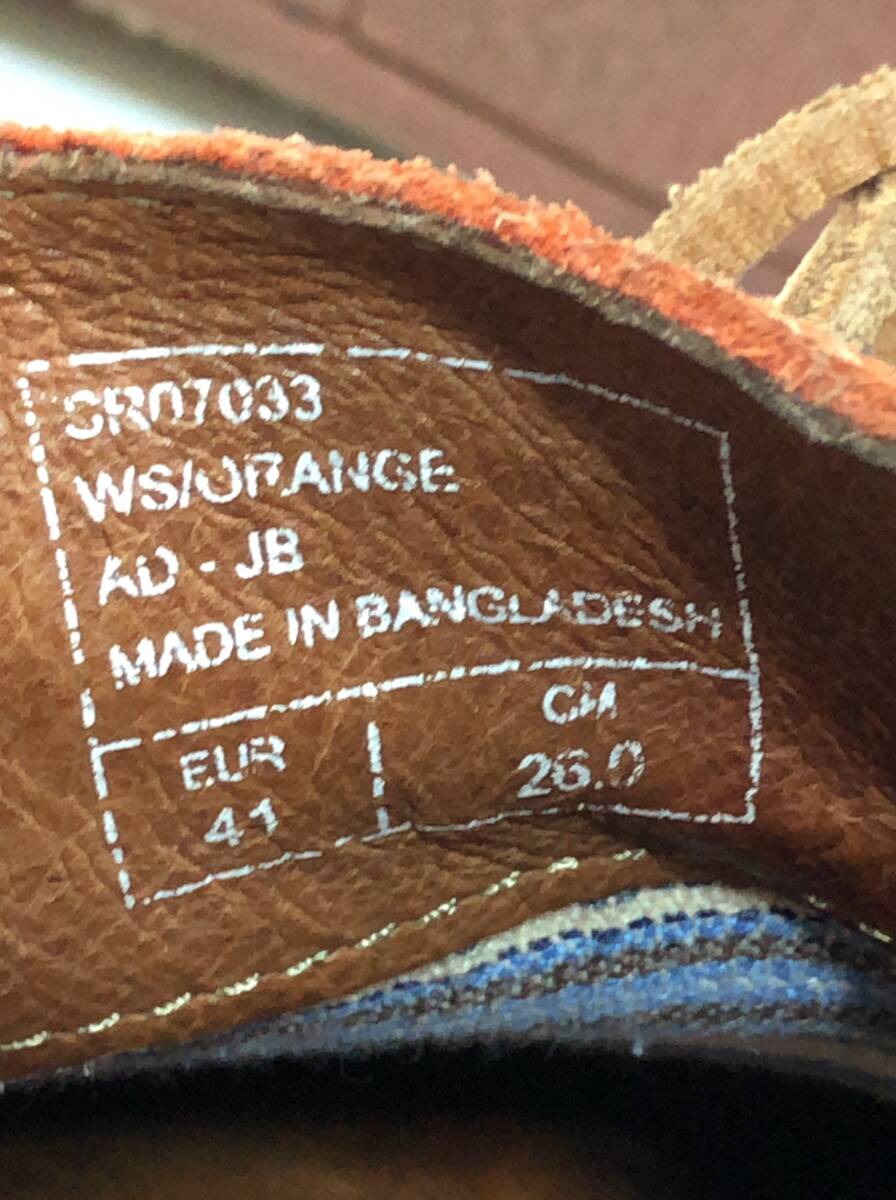 SR07033
WS/ORANGE
AD - JB
MADE IN BANGLADESH
EUR CM
41 26.0